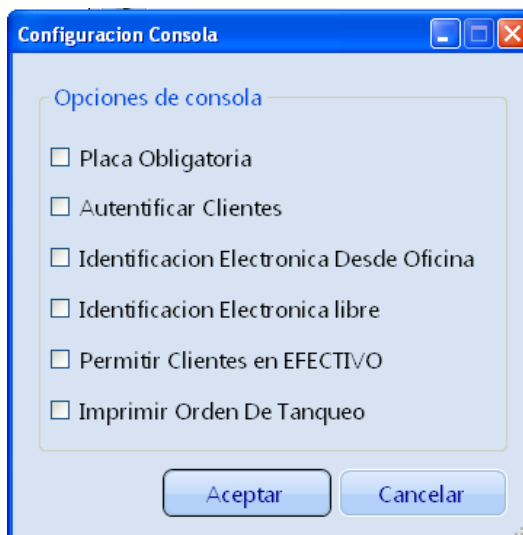 Configuracion Consola
Opciones de consola
Placa Obligatoria
Autentificar Clientes
Identificacion Electronica Desde Oficina
Identificacion Electronica libre
Permitir Clientes en EFECTIVO
Imprimir Orden De Tanqueo
Aceptar Cancelar